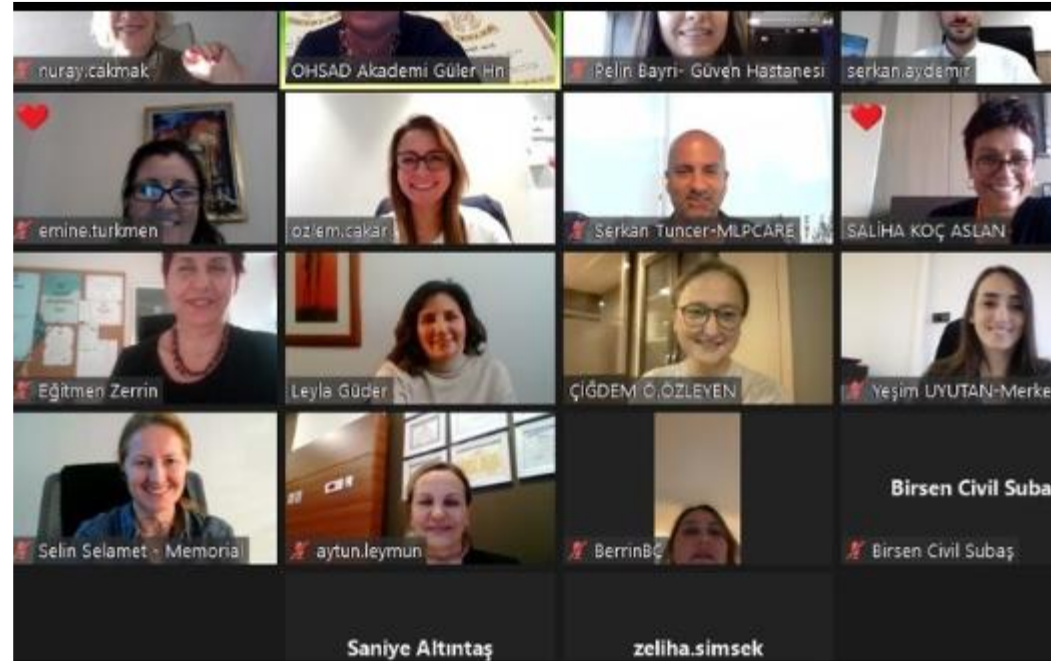 nuray.cakmak
OHSAD Akademi Güler Hn
Pelin Bayri- Güven Hastanesi
serkan.aydemir
emine.turkmen
ozlem.cakar
Serkan Tuncer-MLPCARE
SALİHA KOÇ ASLAN
Eğitmen Zerrin
Leyla Güder
ÇİĞDEM Ö.ÖZLEYEN
Yeşim UYUTAN-Merke
Selin Selamet - Memorial
aytun.leymun
BerrinBÇ
Birsen Civil Suba
Birsen Civil Subaş
Saniye Altıntaş
zeliha.simsek